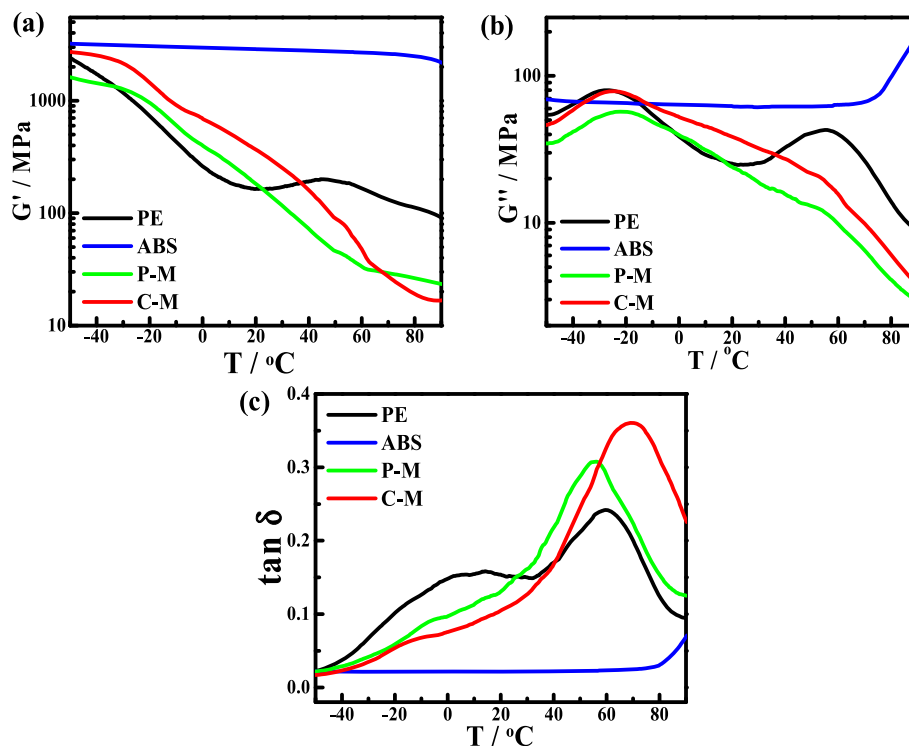 (a)
G' / MPa
1000
100
10
PE
ABS
P-M
C-M
-40 -20 0 20 40 60 80
T / °C
(b)
G'' / MPa
100
10
PE
ABS
P-M
C-M
-40 -20 0 20 40 60 80
T / °C
(c)
tan δ
0.4
0.3
0.2
0.1
0.0
PE
ABS
P-M
C-M
-40 -20 0 20 40 60 80
T / °C